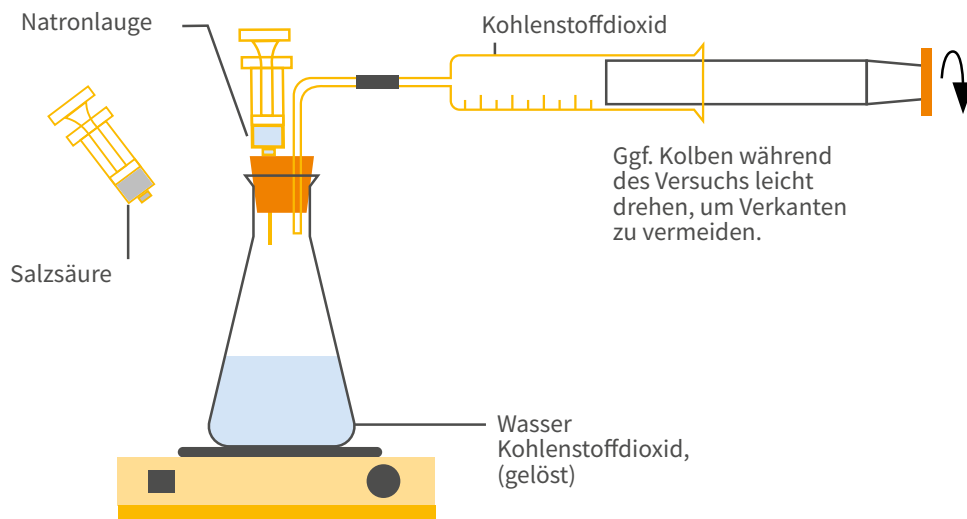 Natronlauge
Kohlenstoffdioxid
Ggf. Kolben während
des Versuchs leicht
drehen, um Verkanten
zu vermeiden.
Salzsäure
Wasser
Kohlenstoffdioxid,
(gelöst)